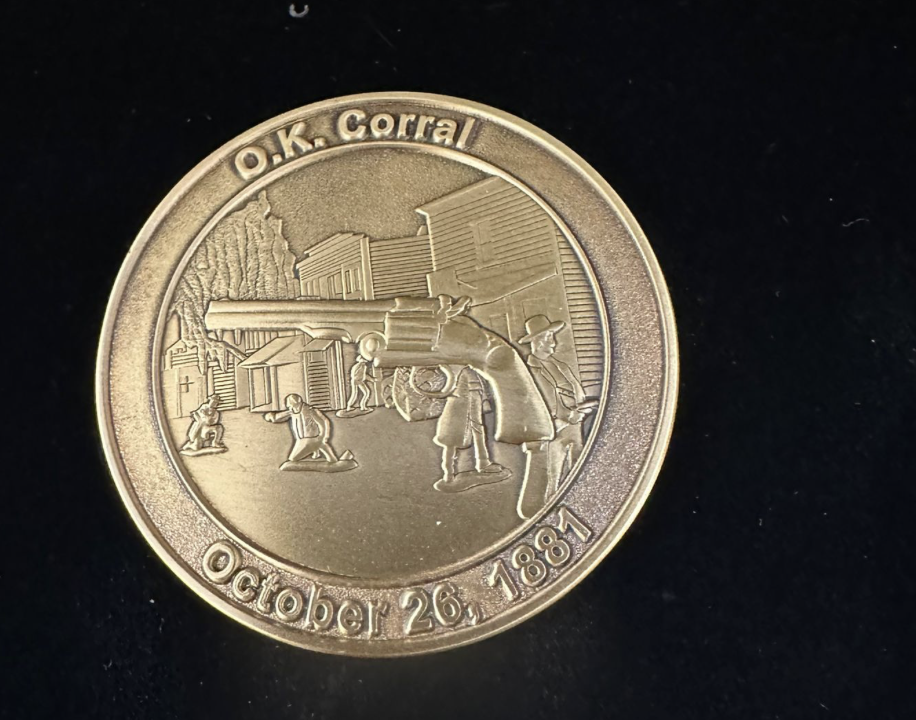 O.K. Corral
October 26, 1881